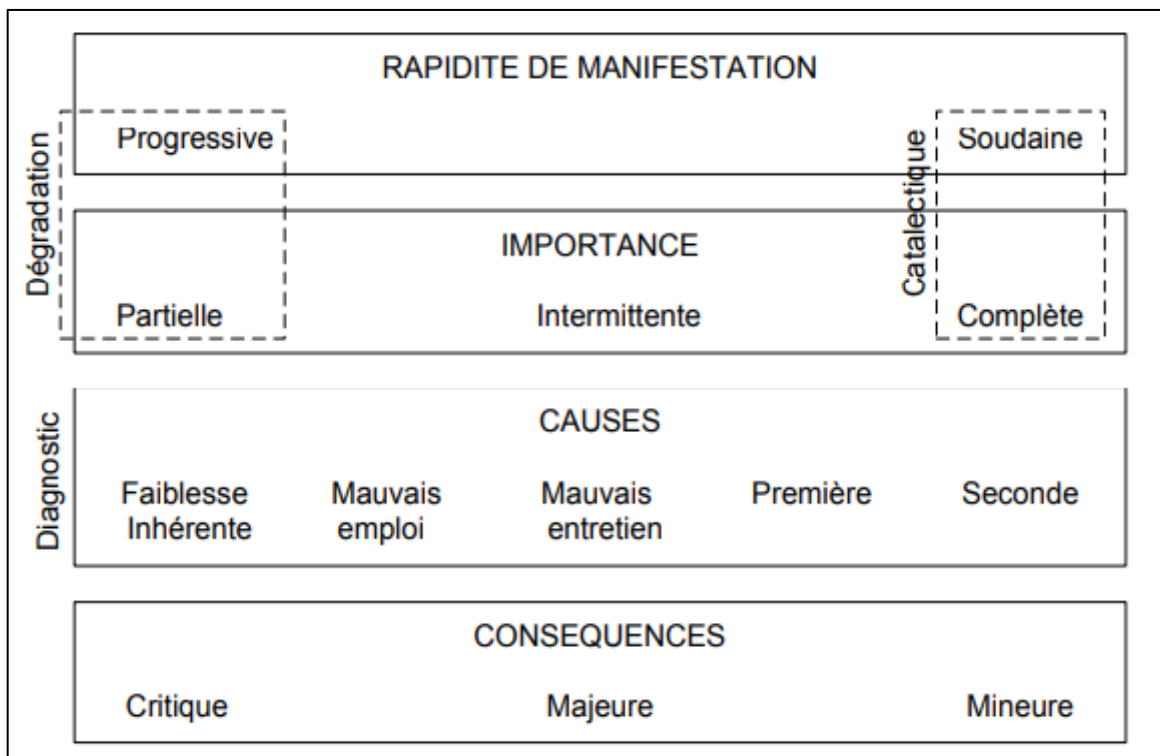 RAPIDITE DE MANIFESTATION
Progressive
Soudaine
Dégradation
Catalectique
IMPORTANCE
Partielle
Intermittente
Complète
Diagnostic
CAUSES
Faiblesse
Inhérente
Mauvais
emploi
Mauvais
entretien
Première
Seconde
CONSEQUENCES
Critique
Majeure
Mineure